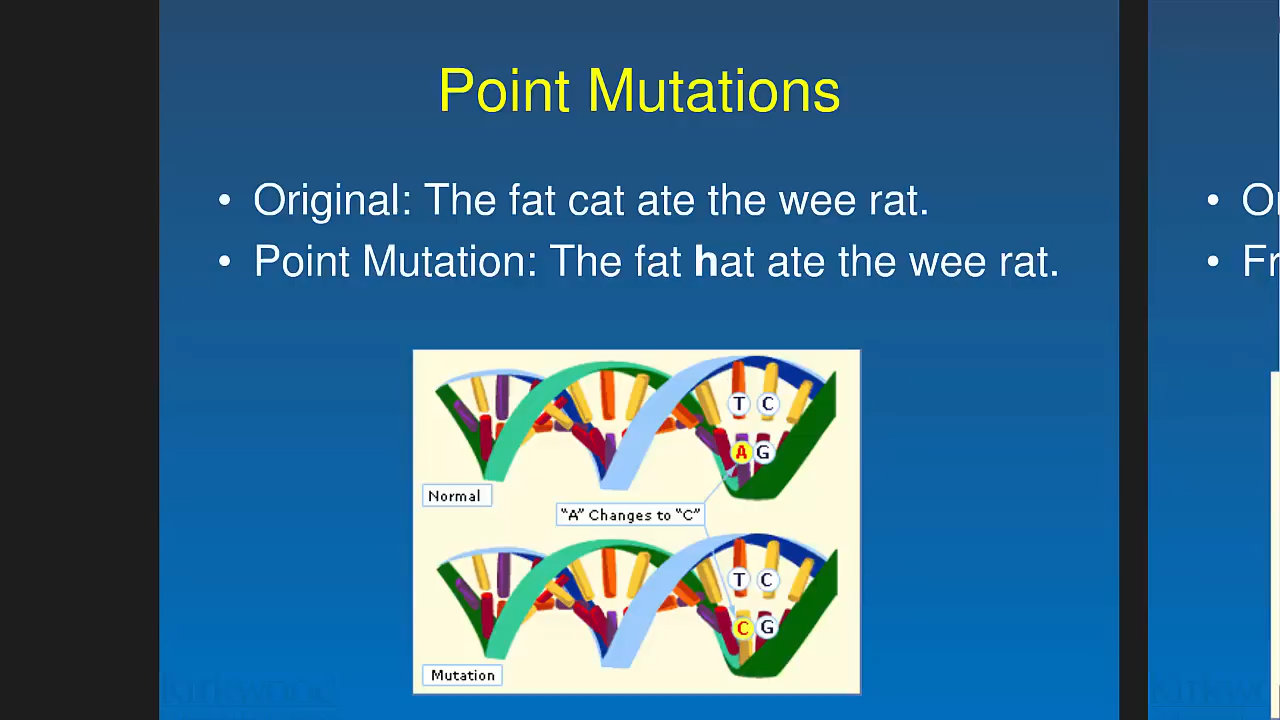 Point Mutations
• Original: The fat cat ate the wee rat.
• Point Mutation: The fat hat ate the wee rat.
• O
• Fr
T C
A G
Normal
"A" Changes to "C"
T C
C G
Mutation